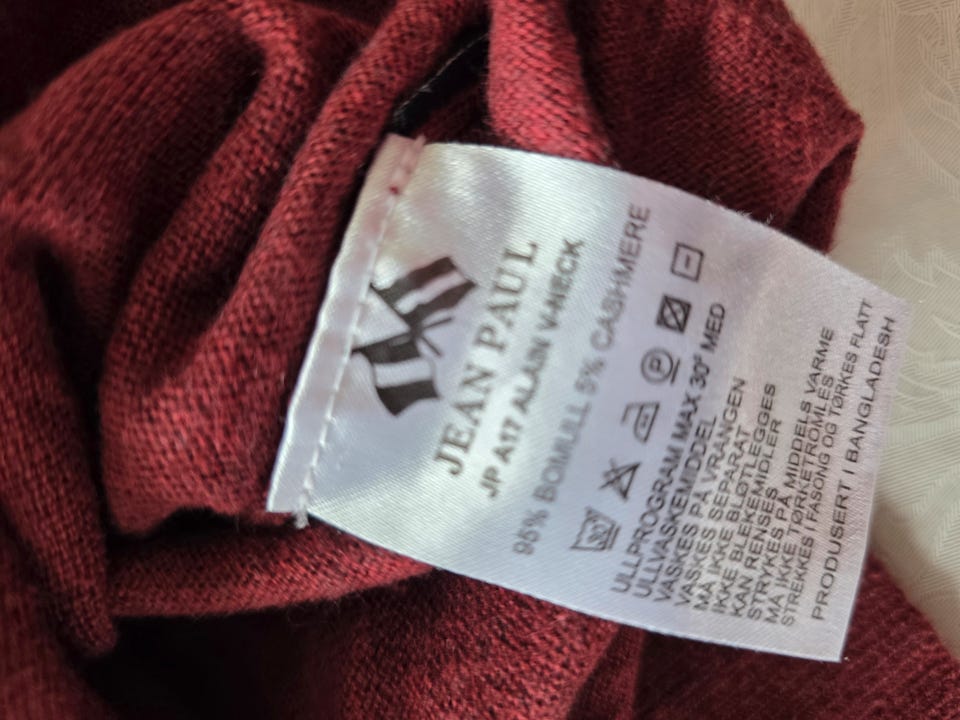 JEAN PAUL
JP A17 ALAIN V-NECK
95% BOMULL 5% CASHMERE
30 P
ULLPROGRAM MAX 30° MED
ULLVASKEMIDDEL
VASKES PÅ VRANGEN
VASKES SEPARAT
MÅ IKKE BLØTLEGGES
IKKE BLEKEMIDLER
KAN RENSES
STRYKES PÅ MIDDELS VARME
MÅ IKKE TØRKETROMLES
STREKKES I FASONG OG TØRKES FLATT
PRODUSERT I BANGLADESH